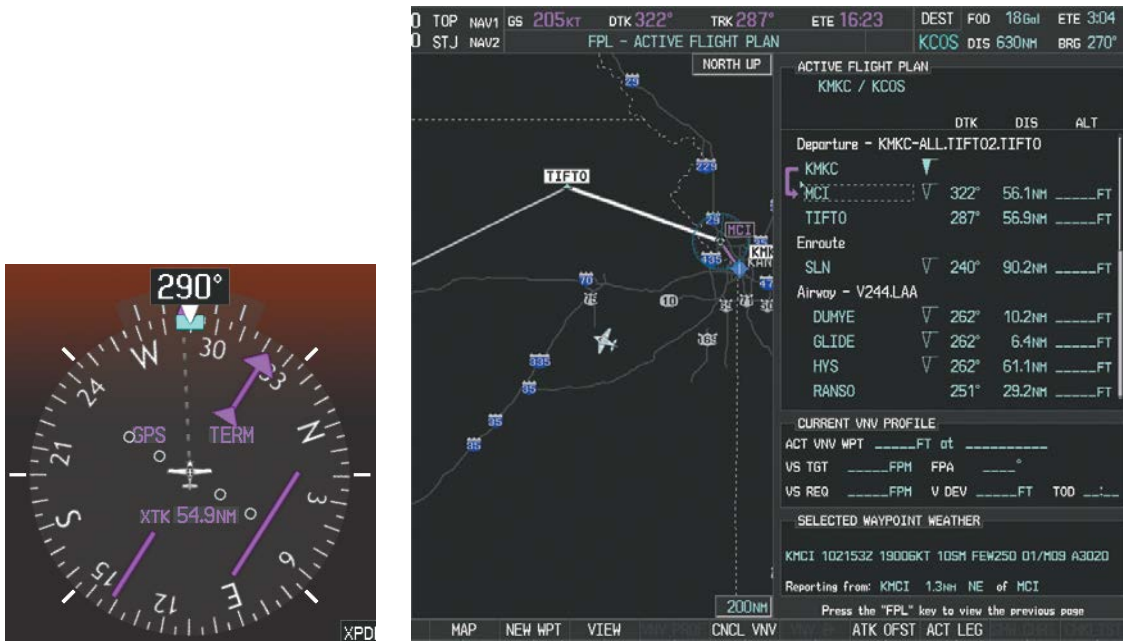 290°
30
33
N
3
6
E
12
15
S
21
24
W
GPS TERM
XTK 54.9NM
XPD
TOP NAV1 GS 205KT DTK 322° TRK 287° ETE 16:23 DEST FOD 18Gal ETE 3:04
STJ NAV2 FPL - ACTIVE FLIGHT PLAN KCOS DIS 630NM BRG 270°
NORTH UP
29
229
TIFTO
29
MCI
435
KMK
KAN
70
10
169
335
35
35
35
200NM
ACTIVE FLIGHT PLAN
KMKC / KCOS
DTK DIS ALT
Departure - KMKC-ALL.TIFTO2.TIFTO
KMKC
MCI 322° 56.1NM _____FT
TIFTO 287° 56.9NM _____FT
Enroute
SLN 240° 90.2NM _____FT
Airway - V244.LAA
DUMYE 262° 10.2NM _____FT
GLIDE 262° 6.4NM _____FT
HYS 262° 61.1NM _____FT
RANSO 251° 29.2NM _____FT
CURRENT VNV PROFILE
ACT VNV WPT _____FT at __________
VS TGT _____FPM FPA ____°
VS REQ _____FPM V DEV _____FT TOD __:__
SELECTED WAYPOINT WEATHER
KMCI 102153Z 19006KT 10SM FEW250 01/M09 A3020
Reporting from: KMCI 1.3NM NE of MCI
Press the "FPL" key to view the previous page
MAP NEW WPT VIEW CNCL VNV ATK OFST ACT LEG